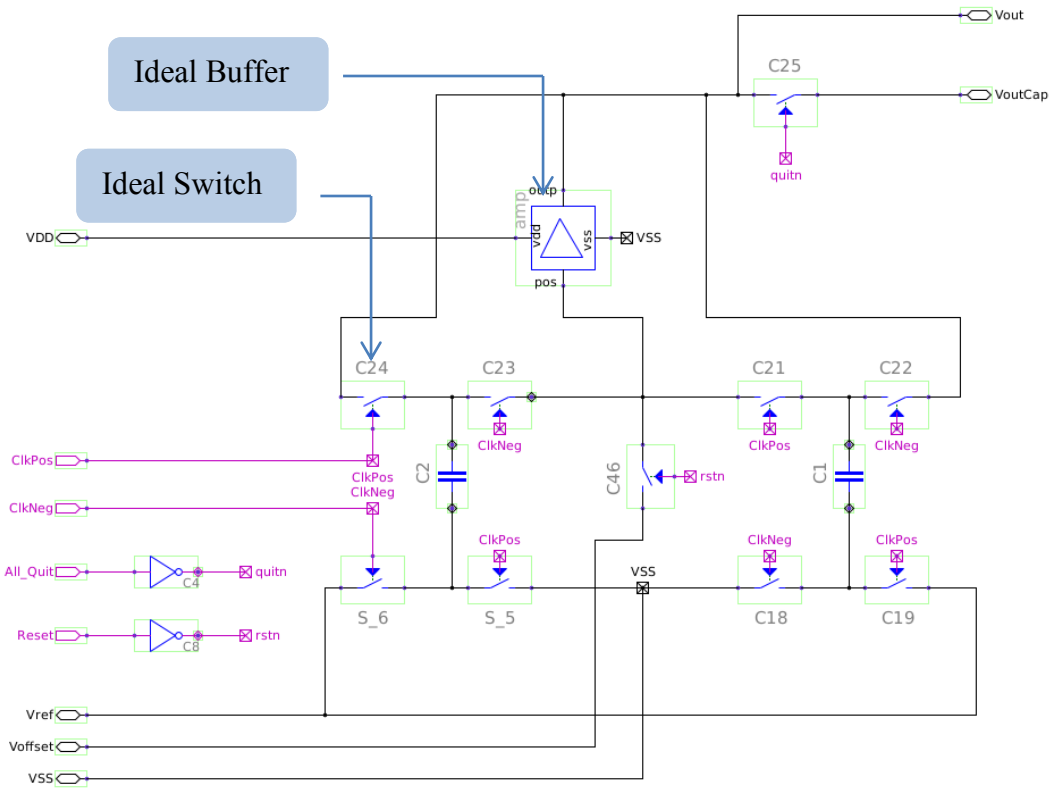 Vout
C25
Ideal Buffer
VoutCap
quitn
Ideal Switch
outp
amp
VDD
vdd
vss
VSS
pos
C24
C23
C21
C22
ClkNeg
ClkPos
ClkNeg
ClkPos
ClkPos
C2
C46
rstn
C1
ClkNeg
ClkNeg
ClkPos
ClkNeg
ClkPos
All_Quit
C4
quitn
VSS
S_6
S_5
C18
C19
Reset
C8
rstn
Vref
Voffset
VSS